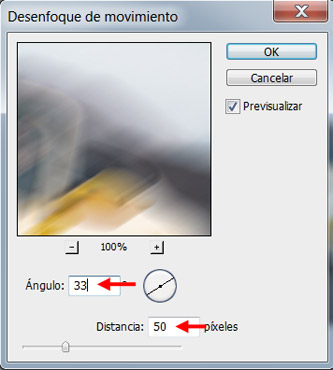 Desenfoque de movimiento
OK
Cancelar
Previsualizar
100%
Ángulo: 33 °
Distancia: 50 píxeles